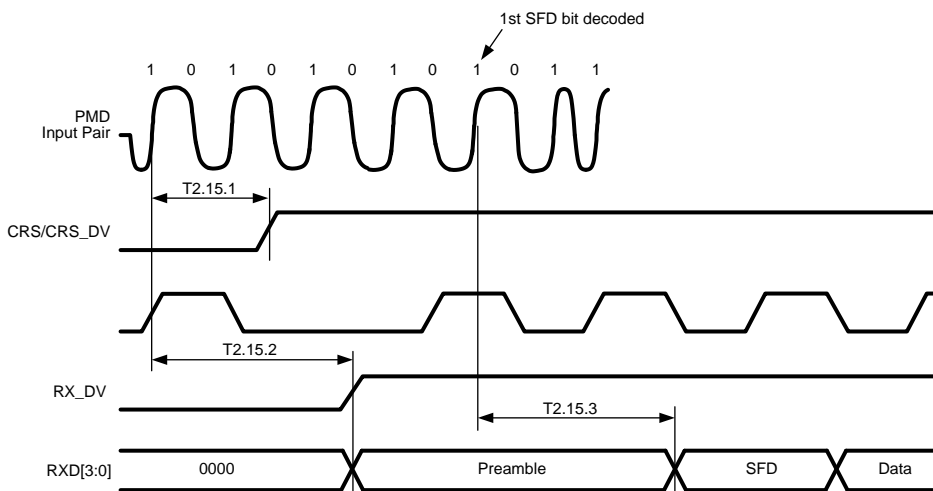 1st SFD bit decoded
1 0 1 0 1 0 1 0 1 0 1 1
PMD
Input Pair
T2.15.1
CRS/CRS_DV
T2.15.2
RX_DV
T2.15.3
RXD[3:0]
0000
Preamble
SFD
Data